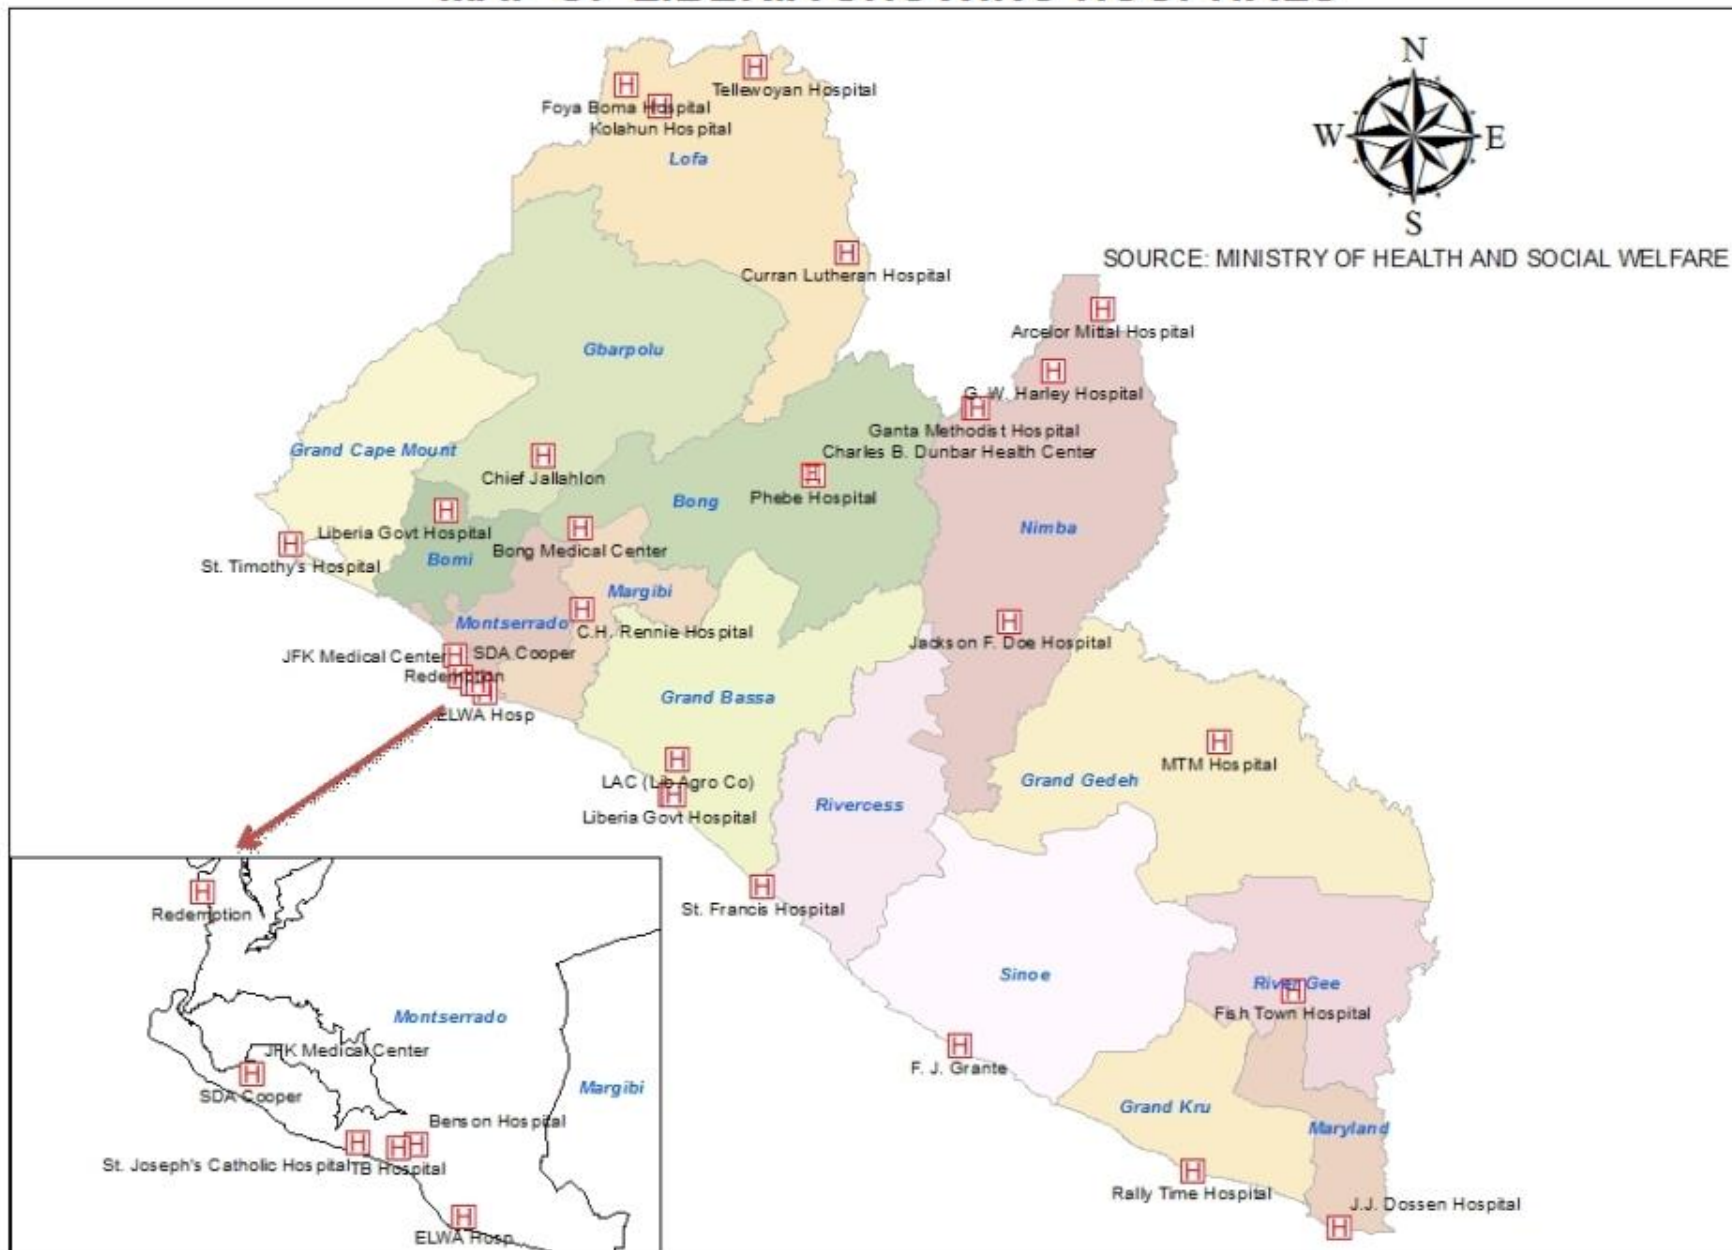 N
W
E
S
SOURCE: MINISTRY OF HEALTH AND SOCIAL WELFARE
Tellewoyan Hospital
Foya Boma Hospital
Kolahun Hospital
Lofa
Curran Lutheran Hospital
Arcelor Mittal Hospital
Gbarpolu
G. W. Harley Hospital
Ganta Methodist Hospital
Charles B. Dunbar Health Center
Grand Cape Mount
Chief Jallahlon
Phebe Hospital
Bong
Nimba
Liberia Govt Hospital
Bong Medical Center
Bomi
St. Timothy's Hospital
Margibi
Montserrado
C.H. Rennie Hospital
Jackson F. Doe Hospital
JFK Medical Center
SDA Cooper
Redemption
ELWA Hosp
Grand Bassa
MTM Hospital
LAC (Lib Agro Co)
Grand Gedeh
Rivercess
Liberia Govt Hospital
St. Francis Hospital
Sinoe
River Gee
Fish Town Hospital
F. J. Grante
Grand Kru
Maryland
Rally Time Hospital
J.J. Dossen Hospital
Redemption
Montserrado
JFK Medical Center
SDA Cooper
Margibi
Benson Hospital
St. Joseph's Catholic Hospital
TB Hospital
ELWA Hosp